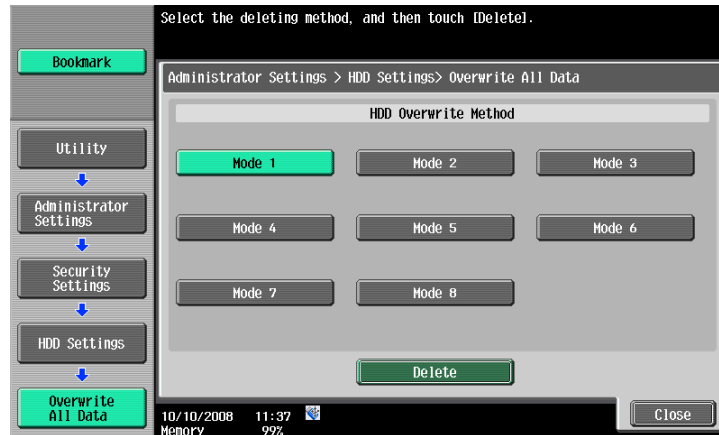 Select the deleting method, and then touch [Delete].
Bookmark
Administrator Settings > HDD Settings> Overwrite All Data
HDD Overwrite Method
Utility
Mode 1
Mode 2
Mode 3
Administrator
Settings
Mode 4
Mode 5
Mode 6
Security
Settings
Mode 7
Mode 8
HDD Settings
Delete
Overwrite
All Data
10/10/2008 11:37
Close
Memory 99%